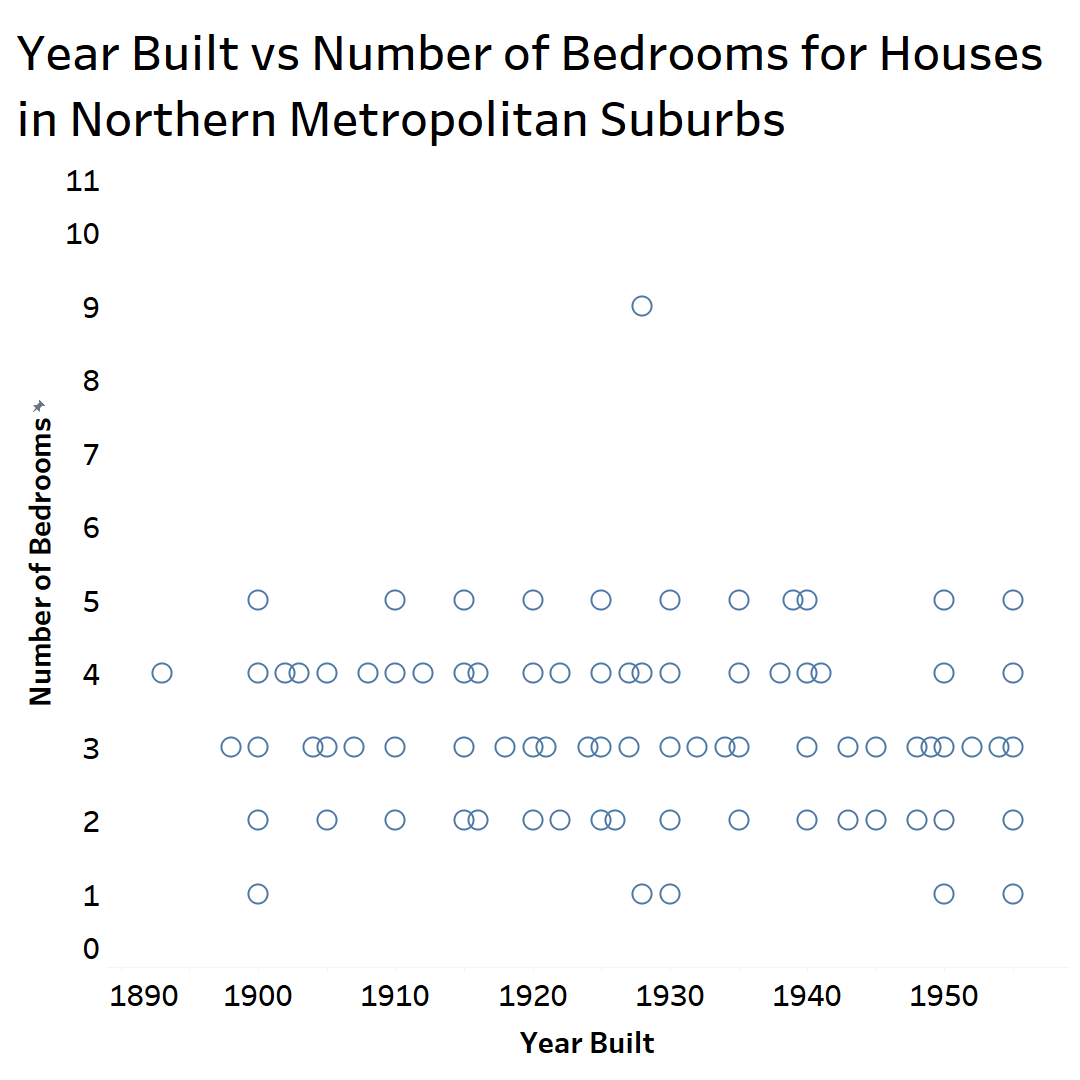 Year Built vs Number of Bedrooms for Houses
in Northern Metropolitan Suburbs
11
10
9
8
7
6
5
4
3
2
1
0
Number of Bedrooms
1890 1900 1910 1920 1930 1940 1950
Year Built